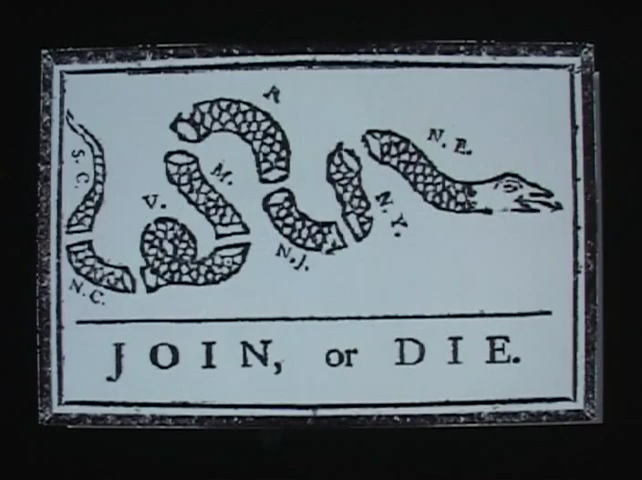 A
N. E.
S. C.
M.
V.
N. Y.
N. J.
N. C.
JOIN, or DIE.